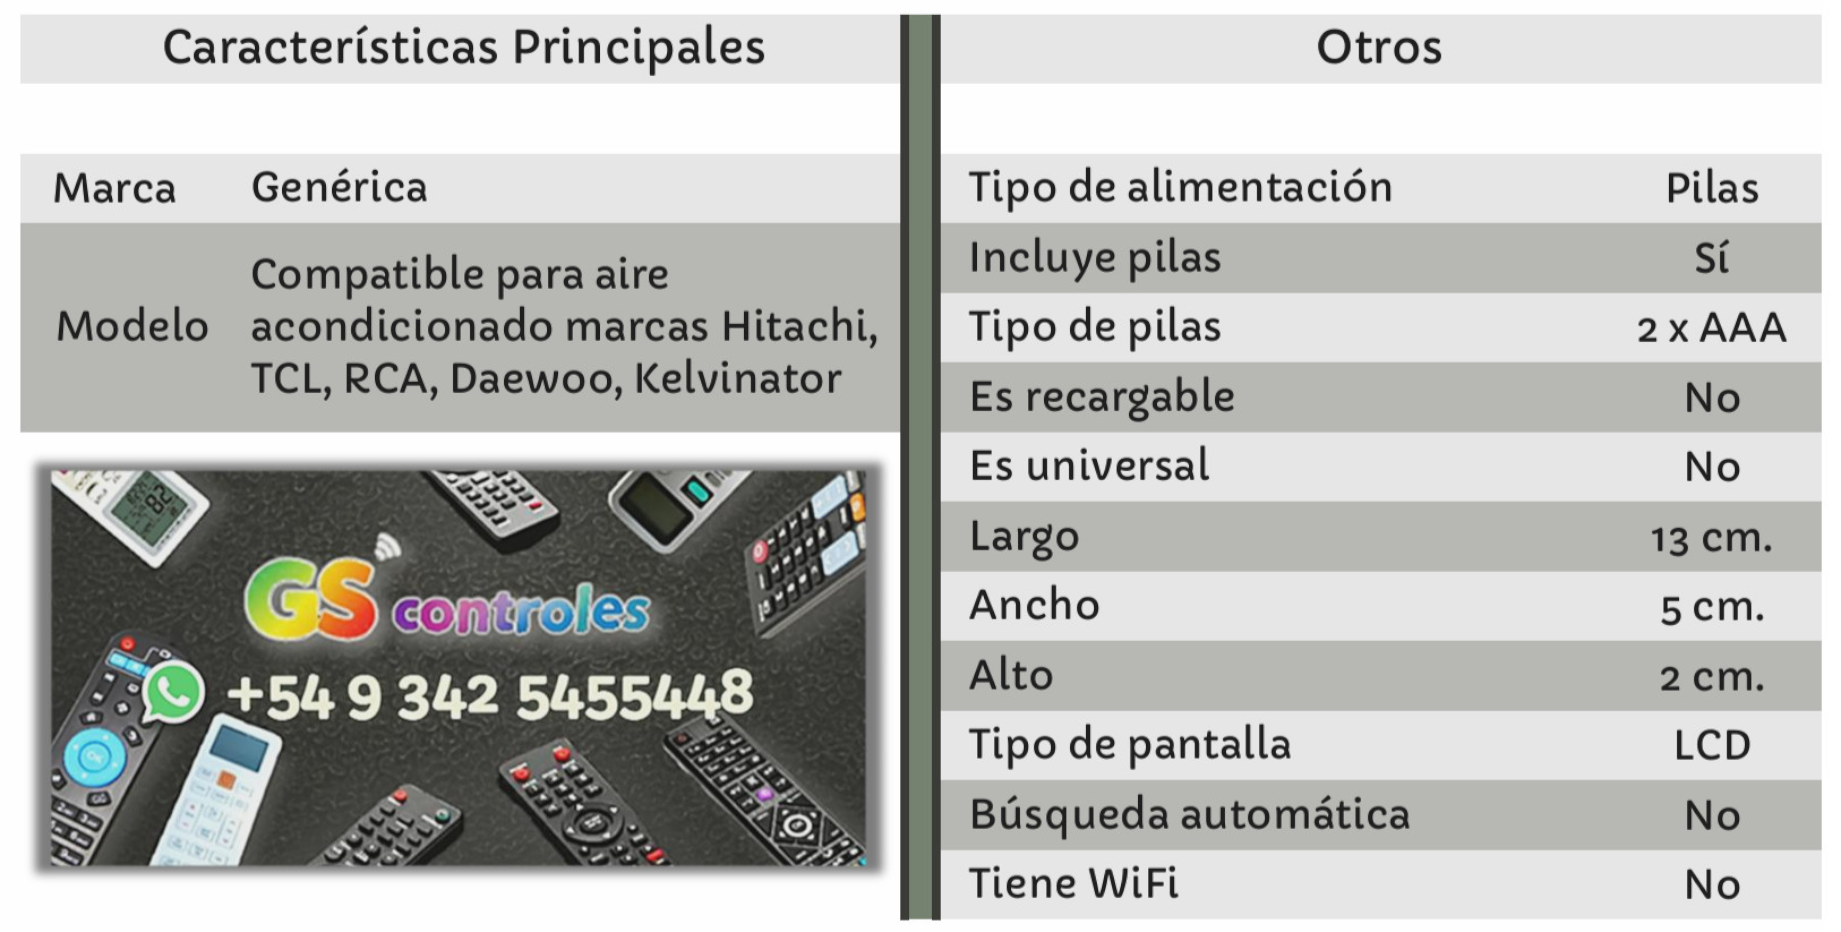 Características Principales
Marca Genérica
Modelo
Compatible para aire
acondicionado marcas Hitachi,
TCL, RCA, Daewoo, Kelvinator
GS controles
+54 9 342 5455448
Otros
Tipo de alimentación Pilas
Incluye pilas Sí
Tipo de pilas 2 x AAA
Es recargable No
Es universal No
Largo 13 cm.
Ancho 5 cm.
Alto 2 cm.
Tipo de pantalla LCD
Búsqueda automática No
Tiene WiFi No